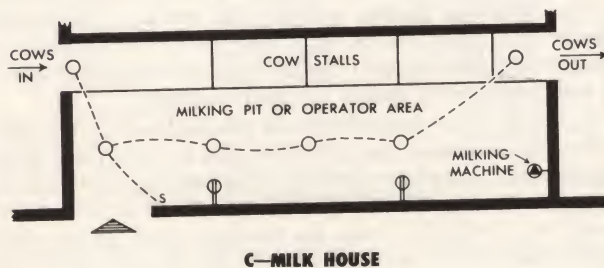 COWS
IN
COW STALLS
COWS
OUT
MILKING PIT OR OPERATOR AREA
MILKING
MACHINE
S
C—MILK HOUSE